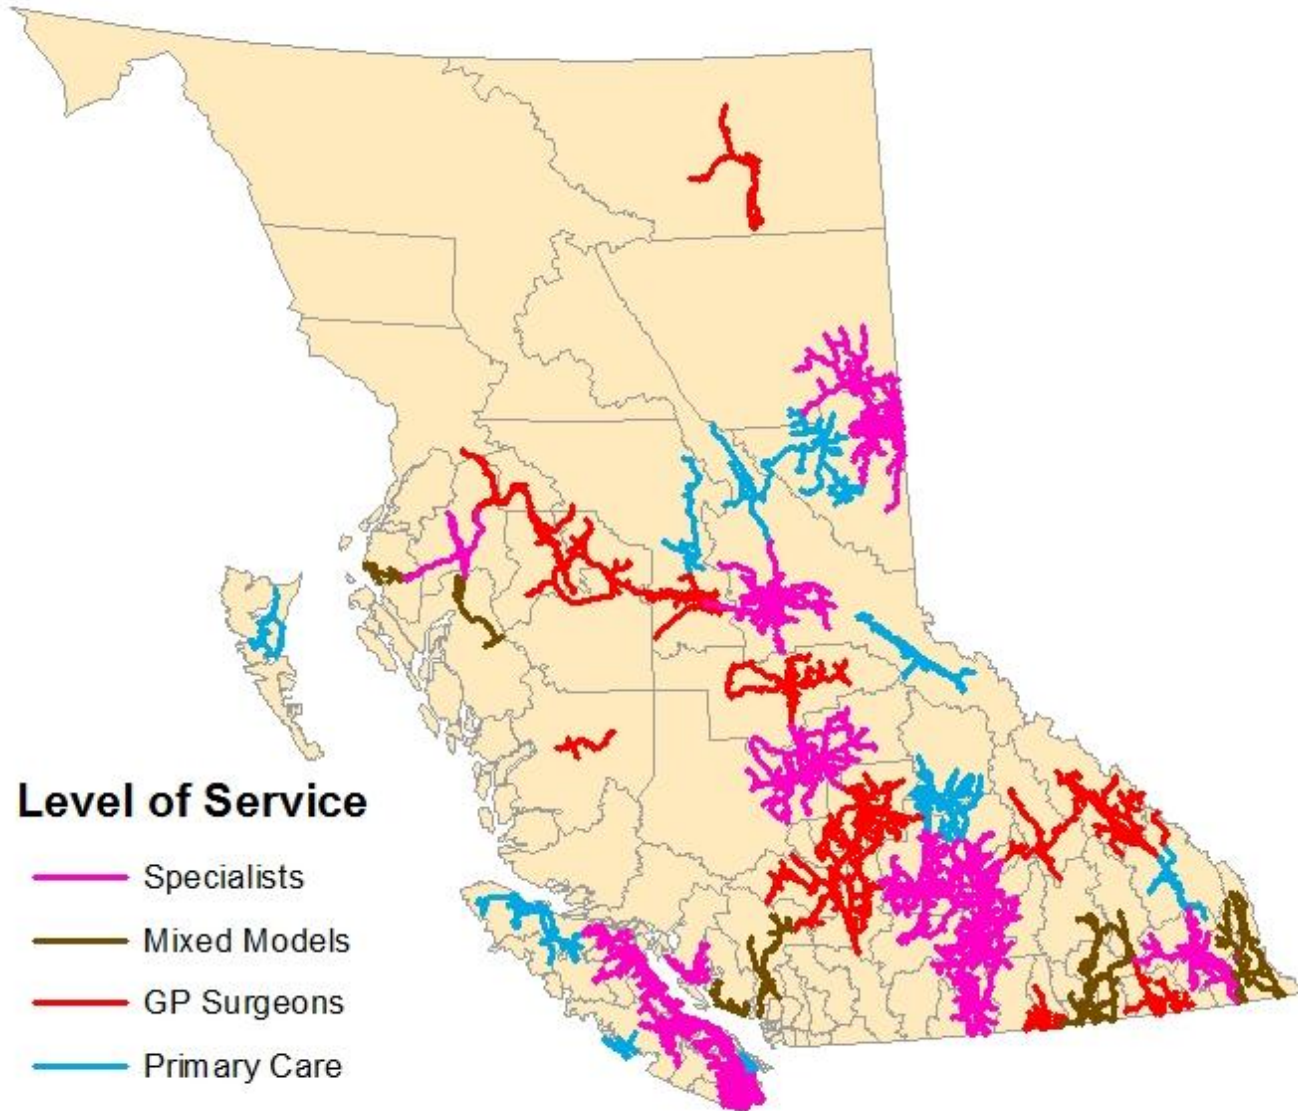 Level of Service
Specialists
Mixed Models
GP Surgeons
Primary Care